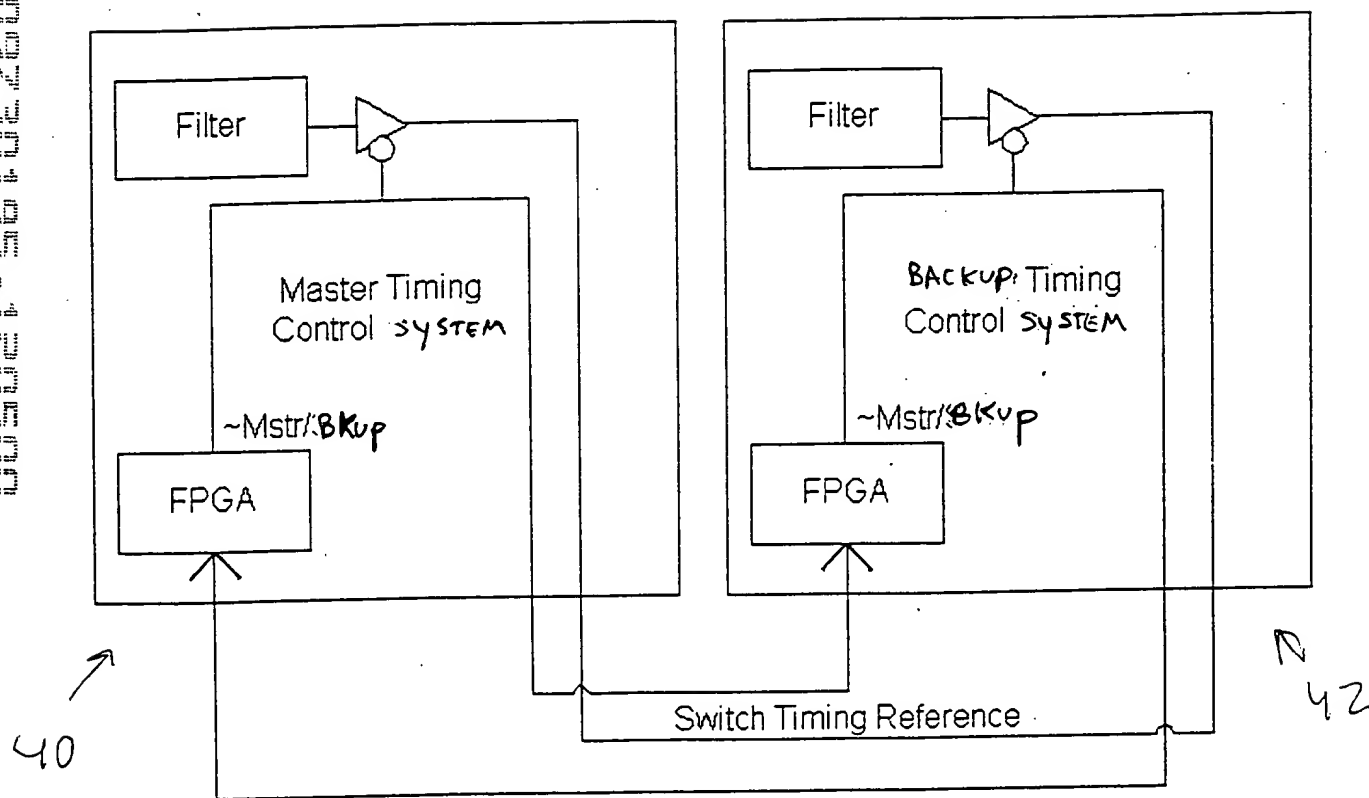 Filter
Master Timing
Control SYSTEM
~Mstr/BKup
FPGA
40
Filter
BACKUP Timing
Control SYSTEM
~Mstr/BKup
FPGA
42
Switch Timing Reference